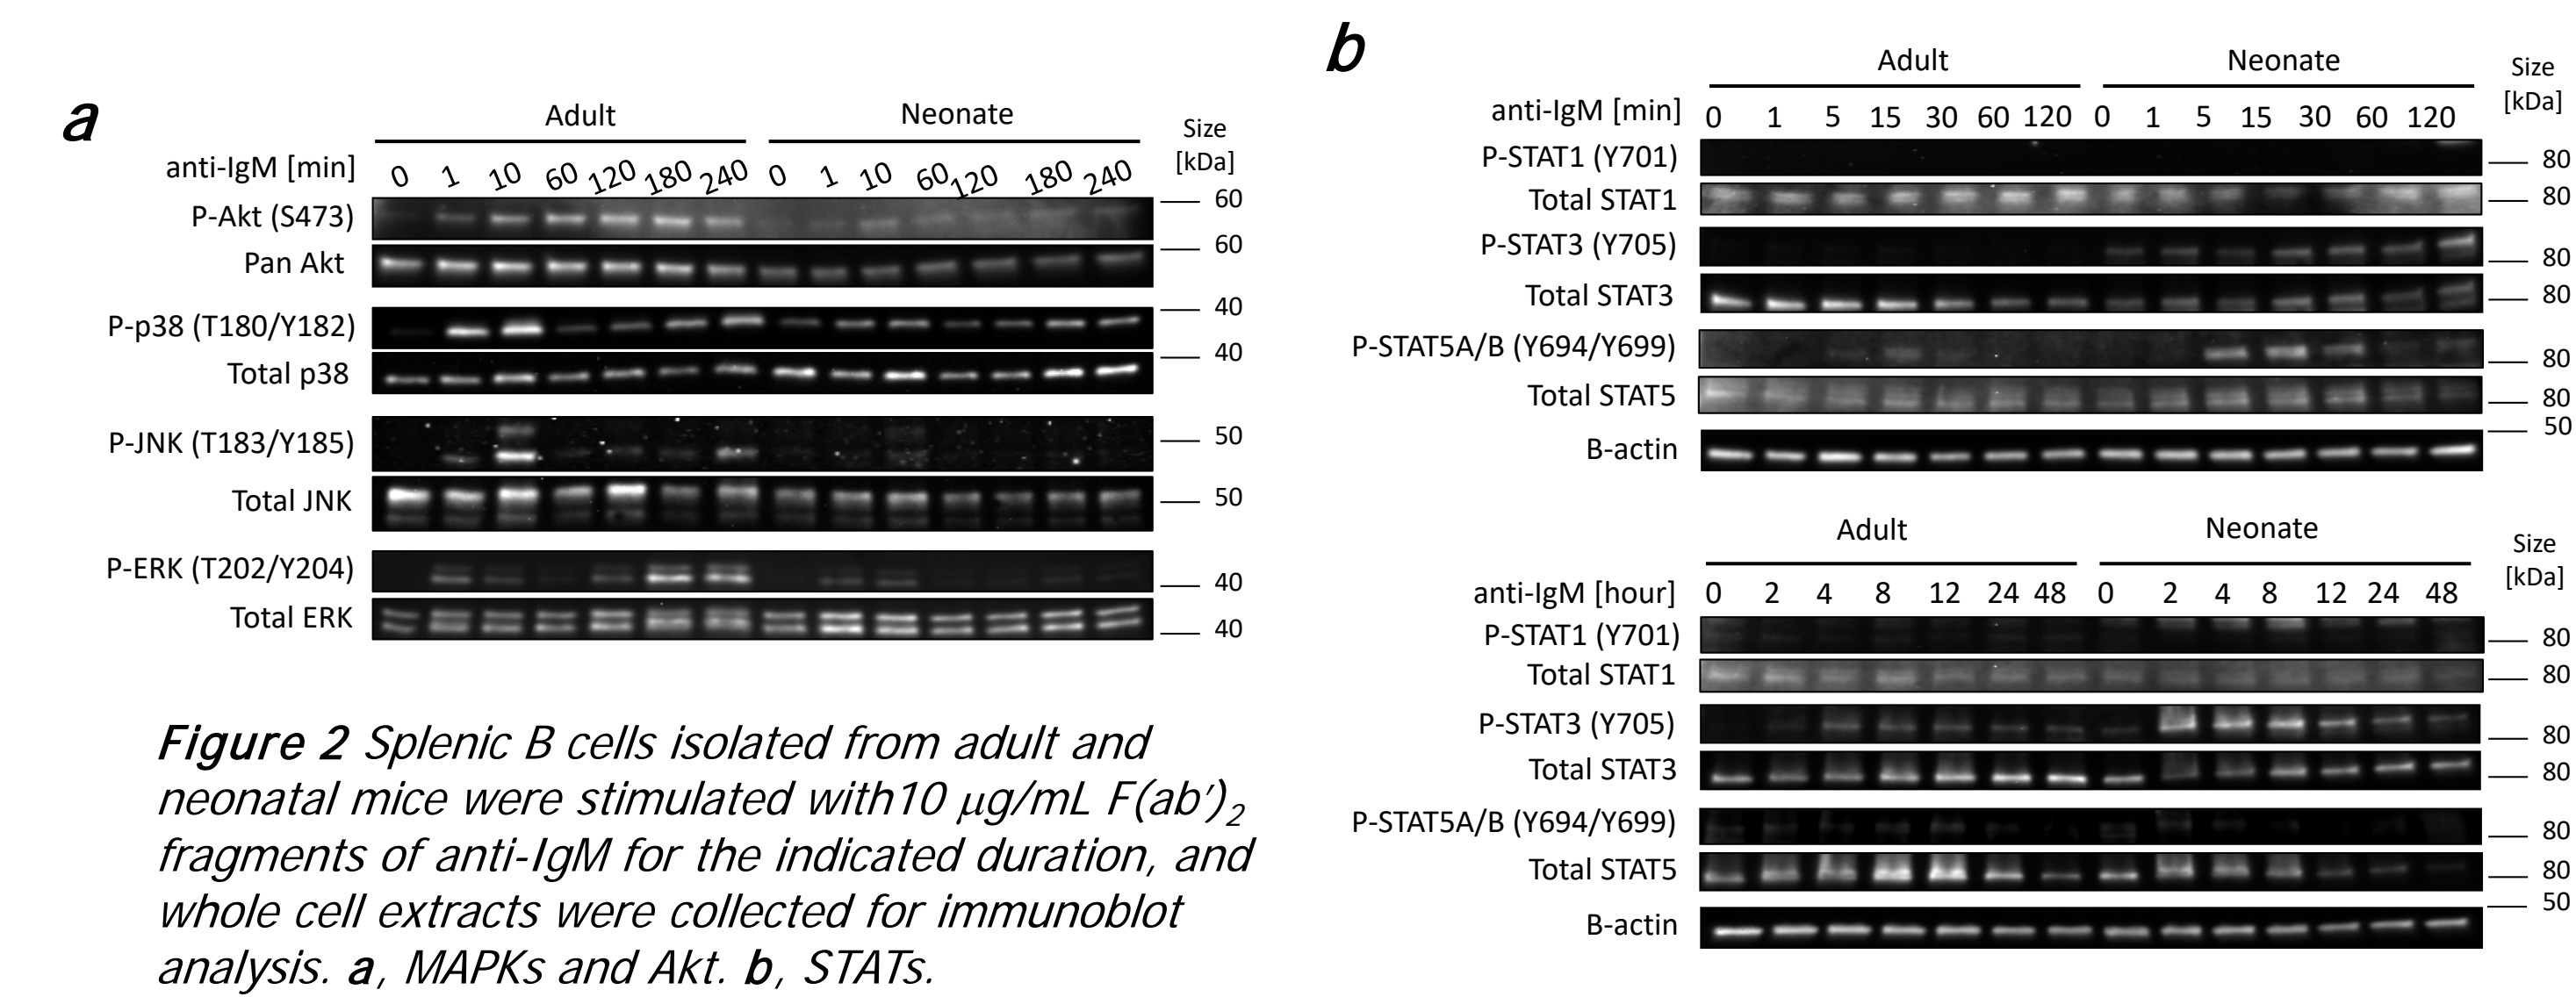 a
Adult Neonate Size
[kDa]
anti-IgM [min] 0 1 10 60 120 180 240 0 1 10 60 120 180 240
P-Akt (S473) 60
Pan Akt 60
P-p38 (T180/Y182) 40
Total p38 40
P-JNK (T183/Y185) 50
Total JNK 50
P-ERK (T202/Y204) 40
Total ERK 40
Figure 2 Splenic B cells isolated from adult and
neonatal mice were stimulated with10 μg/mL F(ab')2
fragments of anti-IgM for the indicated duration, and
whole cell extracts were collected for immunoblot
analysis. a, MAPKs and Akt. b, STATs.
b
Adult Neonate Size
[kDa]
anti-IgM [min] 0 1 5 15 30 60 120 0 1 5 15 30 60 120
P-STAT1 (Y701) 80
Total STAT1 80
P-STAT3 (Y705) 80
Total STAT3 80
P-STAT5A/B (Y694/Y699) 80
Total STAT5 80
50
B-actin
Adult Neonate Size
[kDa]
anti-IgM [hour] 0 2 4 8 12 24 48 0 2 4 8 12 24 48
P-STAT1 (Y701) 80
Total STAT1 80
P-STAT3 (Y705) 80
Total STAT3 80
P-STAT5A/B (Y694/Y699) 80
Total STAT5 80
50
B-actin